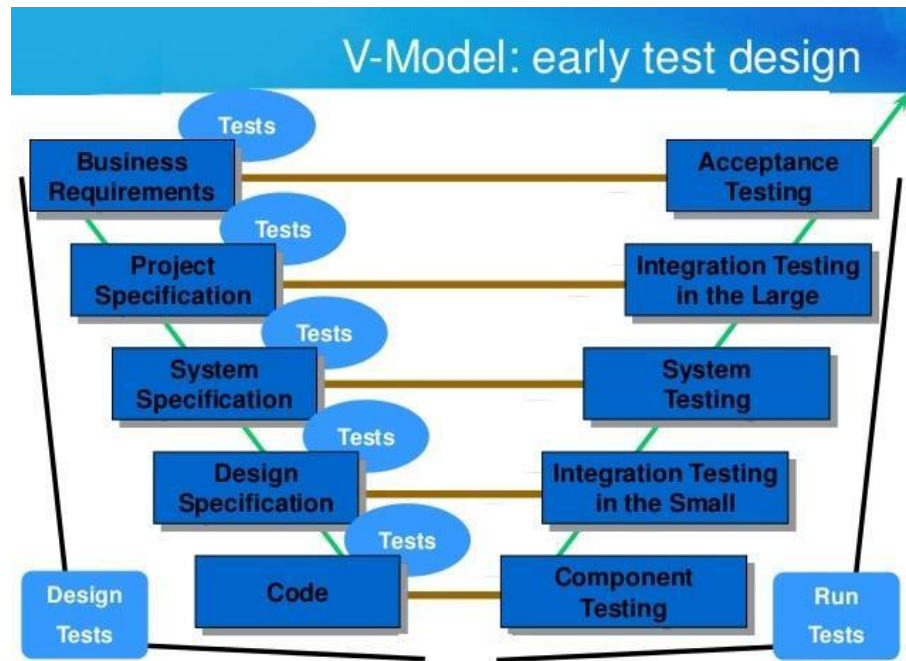 V-Model: early test design
Tests
Business
Requirements
Acceptance
Testing
Tests
Project
Specification
Integration Testing
in the Large
Tests
System
Specification
System
Testing
Tests
Design
Specification
Integration Testing
in the Small
Tests
Code
Component
Testing
Design
Tests
Run
Tests